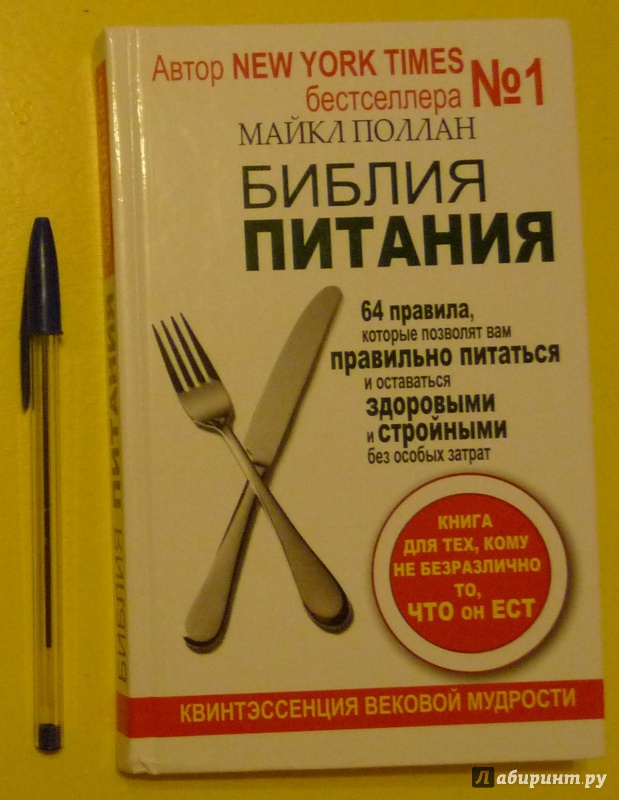 Автор NEW YORK TIMES
бестселлера №1
МАЙКЛ ПОЛЛАН
БИБЛИЯ
ПИТАНИЯ
64 правила,
которые позволят вам
правильно питаться
и оставаться
здоровыми
и стройными
без особых затрат
КНИГА
ДЛЯ ТЕХ, КОМУ
НЕ БЕЗРАЗЛИЧНО
ТО,
ЧТО он ЕСТ
КВИНТЭССЕНЦИЯ ВЕКОВОЙ МУДРОСТИ
БИБЛИЯ ПИТАНИЯ
Лабиринт.ру